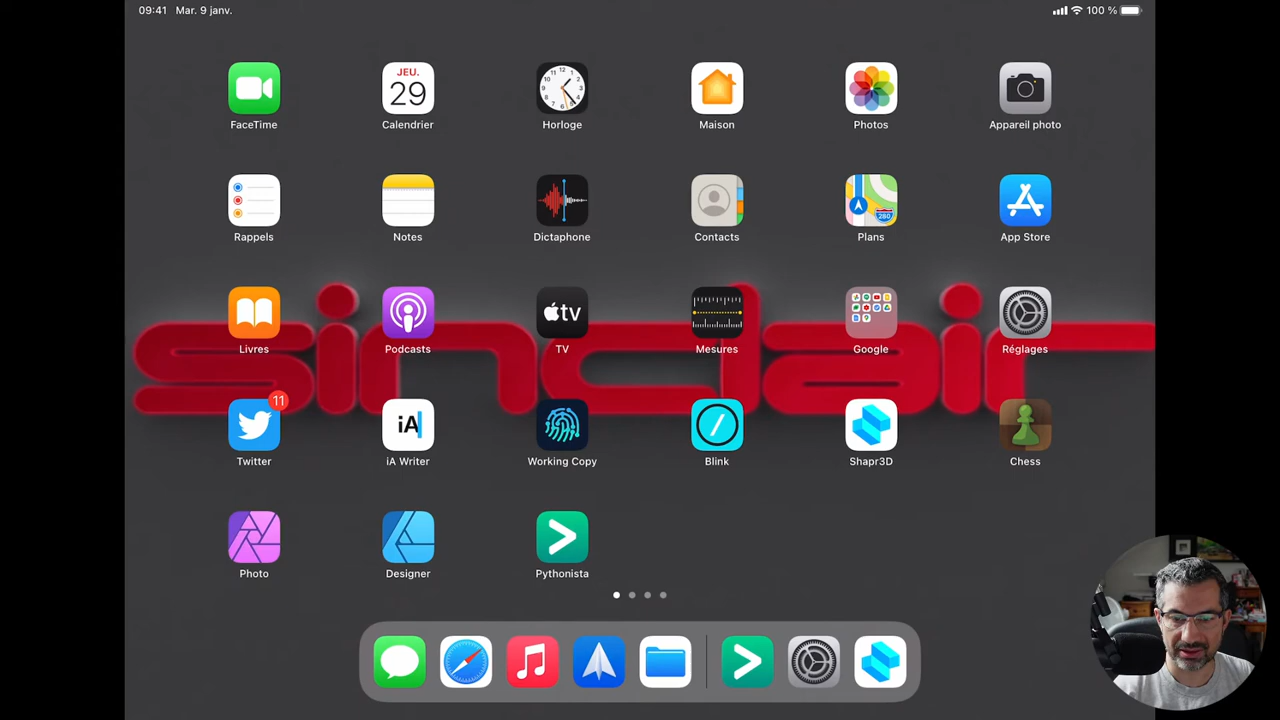 09:41 Mar. 9 janv.
100 %
JEU.
29
FaceTime
Calendrier
Horloge
Maison
Photos
Appareil photo
280
Rappels
Notes
Dictaphone
Contacts
Plans
App Store
tv
Livres
Podcasts
TV
Mesures
Google
Réglages
sinclair
11
iA
Twitter
iA Writer
Working Copy
Blink
Shapr3D
Chess
Photo
Designer
Pythonista